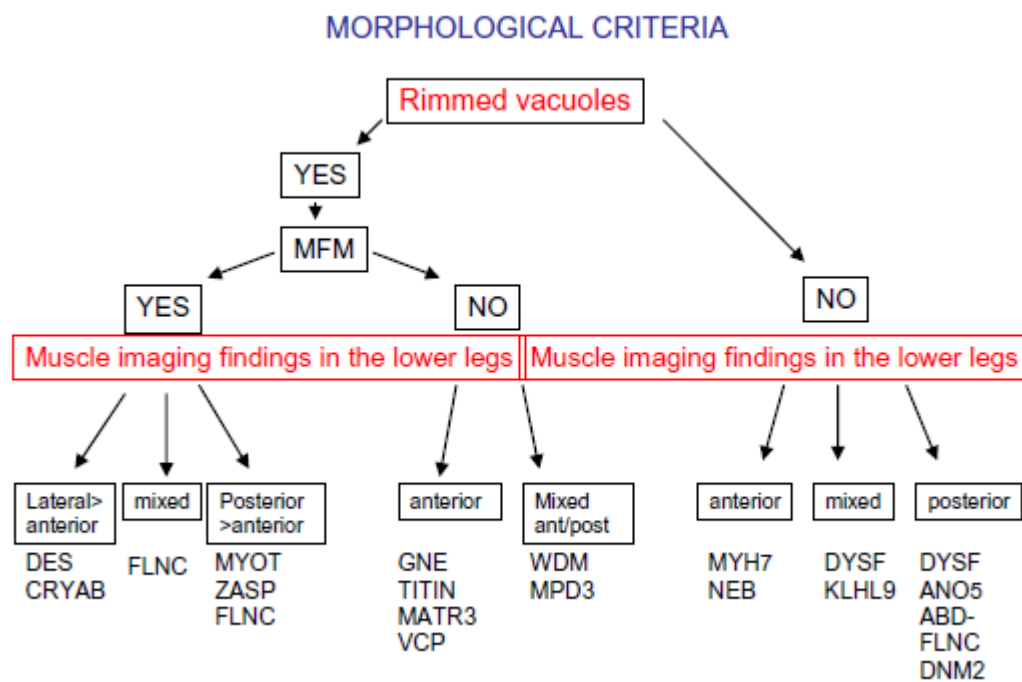 MORPHOLOGICAL CRITERIA
Rimmed vacuoles
YES
MFM
YES
NO
NO
Muscle imaging findings in the lower legs
Muscle imaging findings in the lower legs
Lateral>
anterior
DES
CRYAB
mixed
FLNC
Posterior
>anterior
MYOT
ZASP
FLNC
anterior
GNE
TITIN
MATR3
VCP
Mixed
ant/post
WDM
MPD3
anterior
MYH7
NEB
mixed
DYSF
KLHL9
posterior
DYSF
ANO5
ABD-
FLNC
DNM2